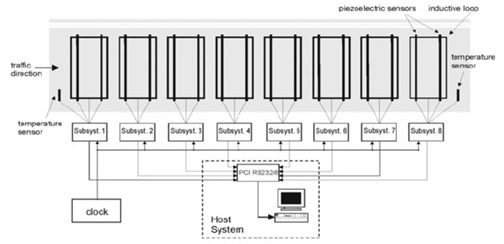 piezoelectric sensors
inductive loop
traffic
direction
temperature
sensor
temperature
sensor
Subsyst. 1
Subsyst. 2
Subsyst. 3
Subsyst. 4
Subsyst. 5
Subsyst. 6
Subsyst. 7
Subsyst. 8
PCI RS232/8
clock
Host
System